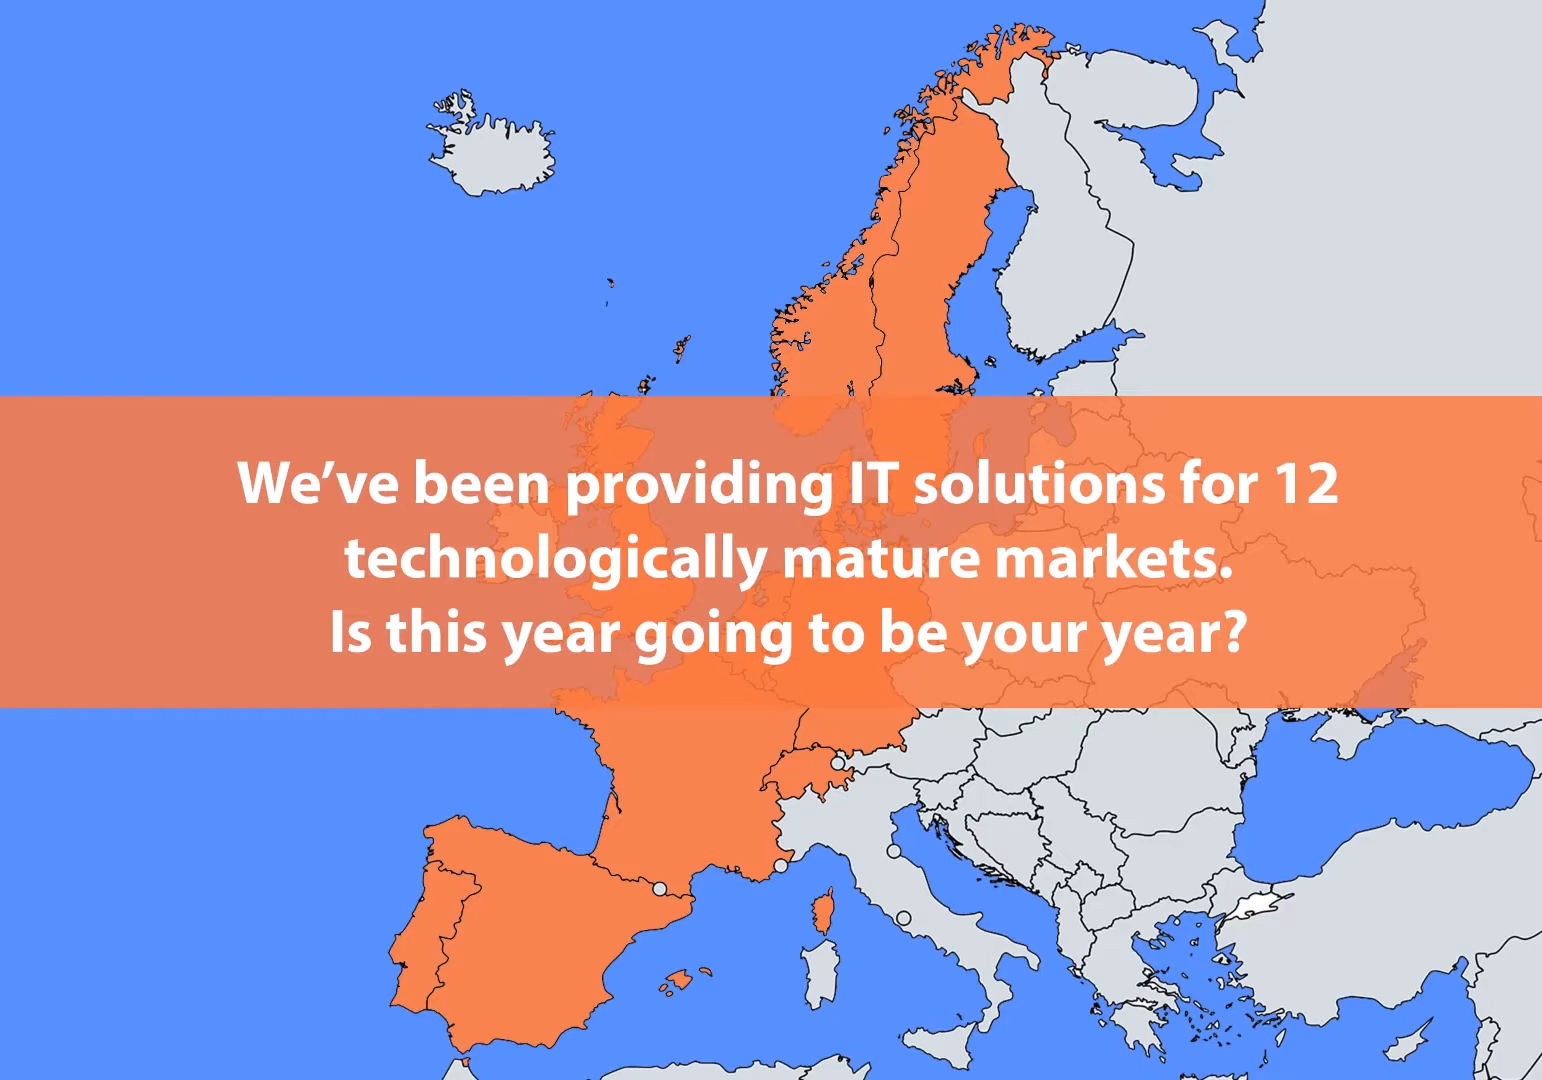 We’ve been providing IT solutions for 12
technologically mature markets.
Is this year going to be your year?